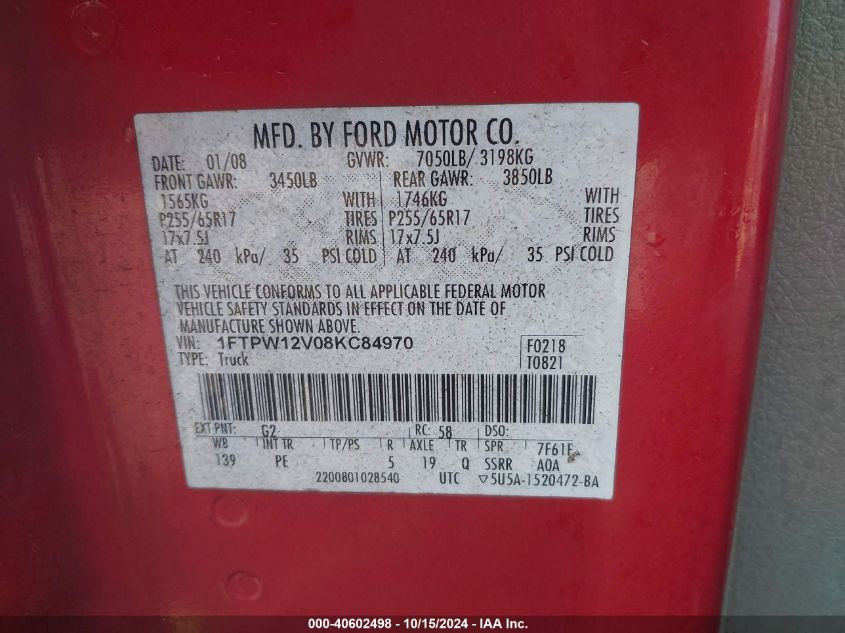 MFD. BY FORD MOTOR CO.
DATE: 01/08 GVWR: 7050LB/ 3198KG
FRONT GAWR: 3450LB REAR GAWR: 3850LB
1565KG WITH 1746KG WITH
P255/65R17 TIRES P255/65R17 TIRES
17x7.5J RIMS 17x7.5J RIMS
AT 240 kPa/ 35 PSI COLD AT 240 kPa/ 35 PSI COLD
THIS VEHICLE CONFORMS TO ALL APPLICABLE FEDERAL MOTOR
VEHICLE SAFETY STANDARDS IN EFFECT ON THE DATE OF
MANUFACTURE SHOWN ABOVE.
VIN: 1FTPW12V08KC84970 F0218
TYPE: Truck T0821
EXT PNT: G2 RC: 58 DSO:
WB INT TR TP/PS R AXLE TR SPR 7F61F
139 PE 5 19 Q SSRR AOA
2200801028540 UTC ▽5U5A-1520472-BA
000-40602498 - 10/15/2024 - IAA Inc.